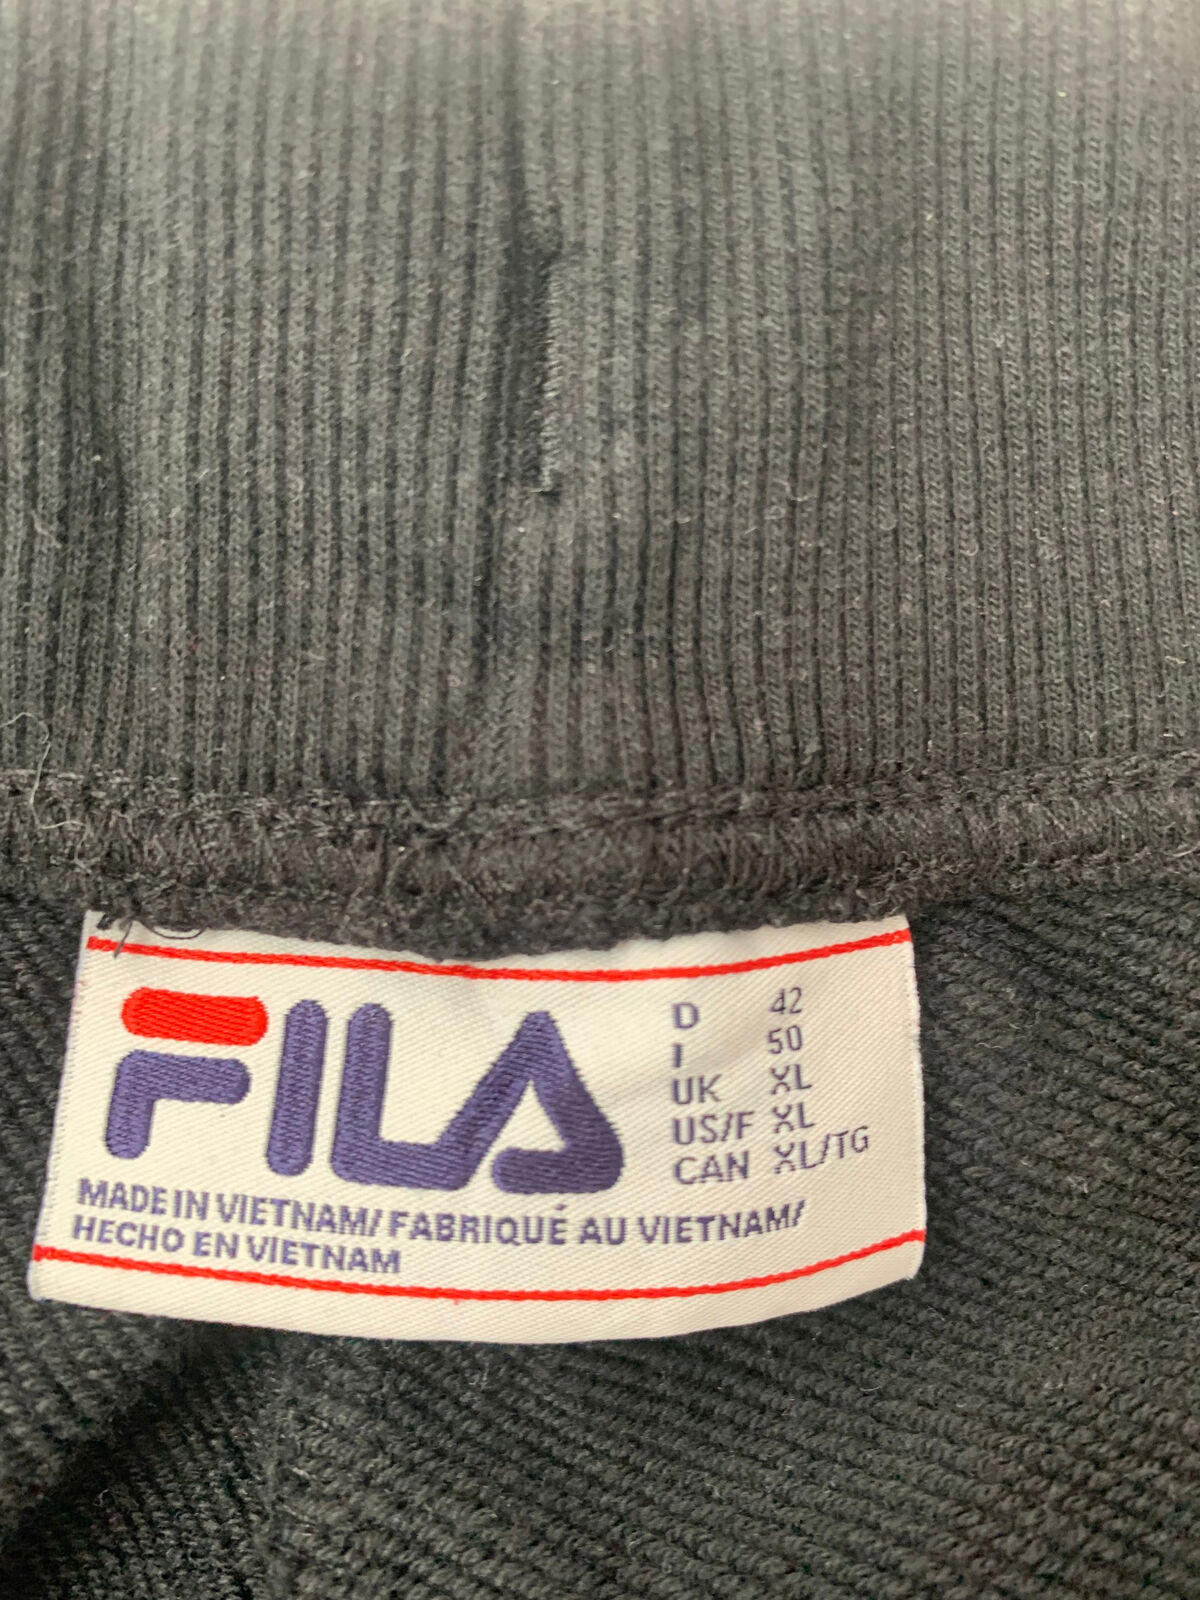 FILA
D 42
I 50
UK XL
US/F XL
CAN XL/TG
MADE IN VIETNAM/ FABRIQUÉ AU VIETNAM/
HECHO EN VIETNAM